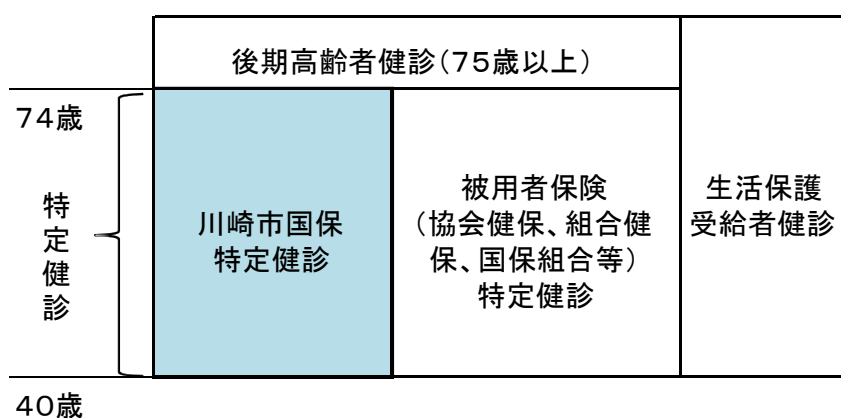 後期高齢者健診(75歳以上)
74歳
特定健診
川崎市国保
特定健診
被用者保険
(協会健保、組合健
保、国保組合等)
特定健診
生活保護
受給者健診
40歳